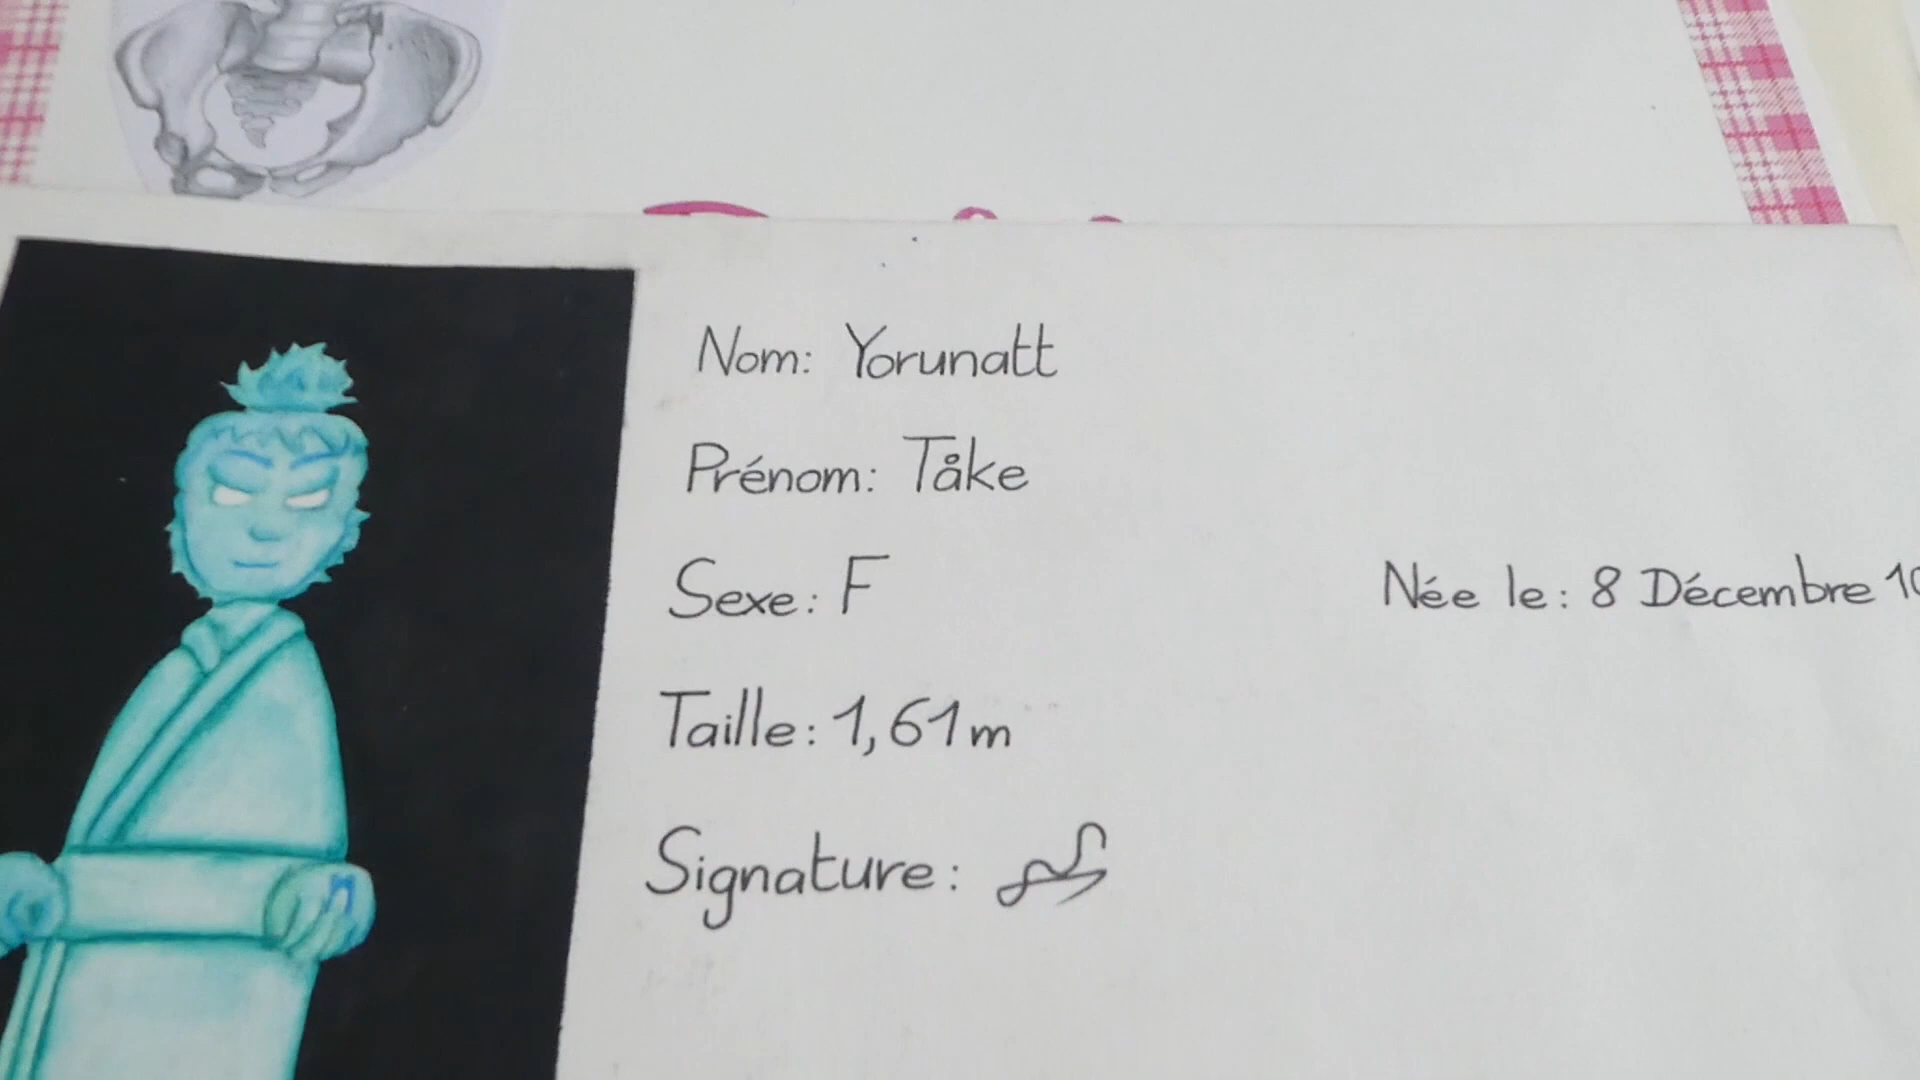 Nom: Yorunatt
Prénom: Tåke
Sexe: F
Née le: 8 Décembre
Taille: 1,61m
Signature: